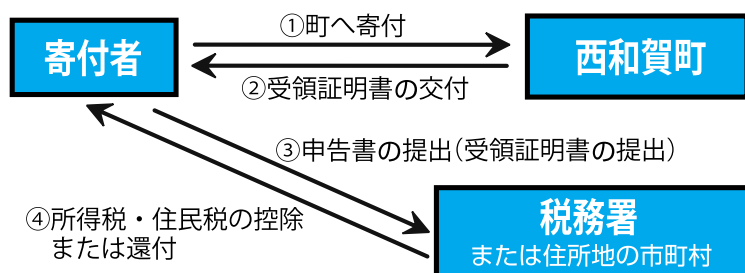 ①町へ寄付
寄付者
西和賀町
②受領証明書の交付
③申告書の提出（受領証明書の提出）
④所得税・住民税の控除
または還付
税務署
または住所地の市町村